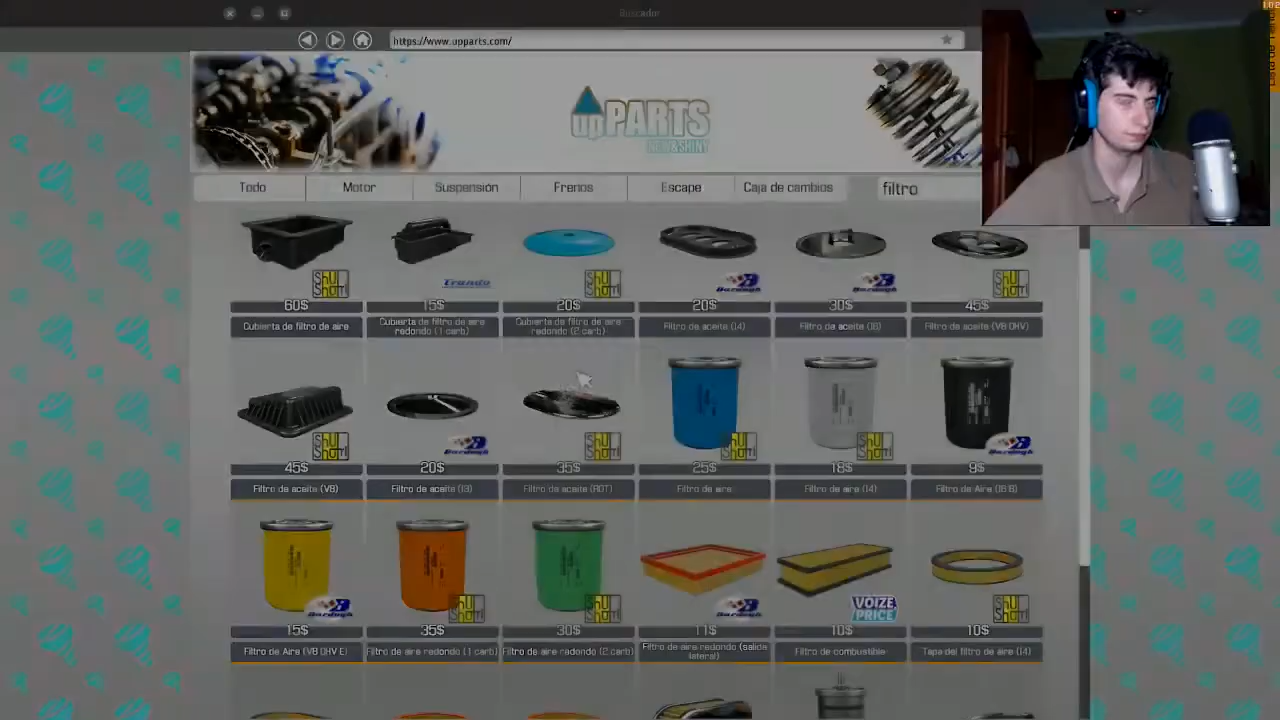 Buscador
https://www.upparts.com/
upPARTS
NEW&SHINY
Todo Motor Suspensión Frenos Escape Caja de cambios filtro
60$ 15$ 20$ 20$ 30$ 45$
Cubierta de filtro de aire
Cubierta de filtro de aire
redondo (1 carb)
Cubierta de filtro de aire
redondo (2 carb)
Filtro de aceite (I4)
Filtro de aceite (I6)
Filtro de aceite (V8 OHV)
45$ 20$ 35$ 25$ 18$ 9$
Filtro de aceite (V8)
Filtro de aceite (I3)
Filtro de aceite (ROT)
Filtro de aire
Filtro de aire (I4)
Filtro de Aire (I6 B)
VOIZE
PRICE
15$ 35$ 30$ 11$ 10$ 10$
Filtro de Aire (V8 OHV E)
Filtro de aire redondo (1 carb)
Filtro de aire redondo (2 carb)
Filtro de aire redondo (salida
lateral)
Filtro de combustible
Tapa del filtro de aire (I4)